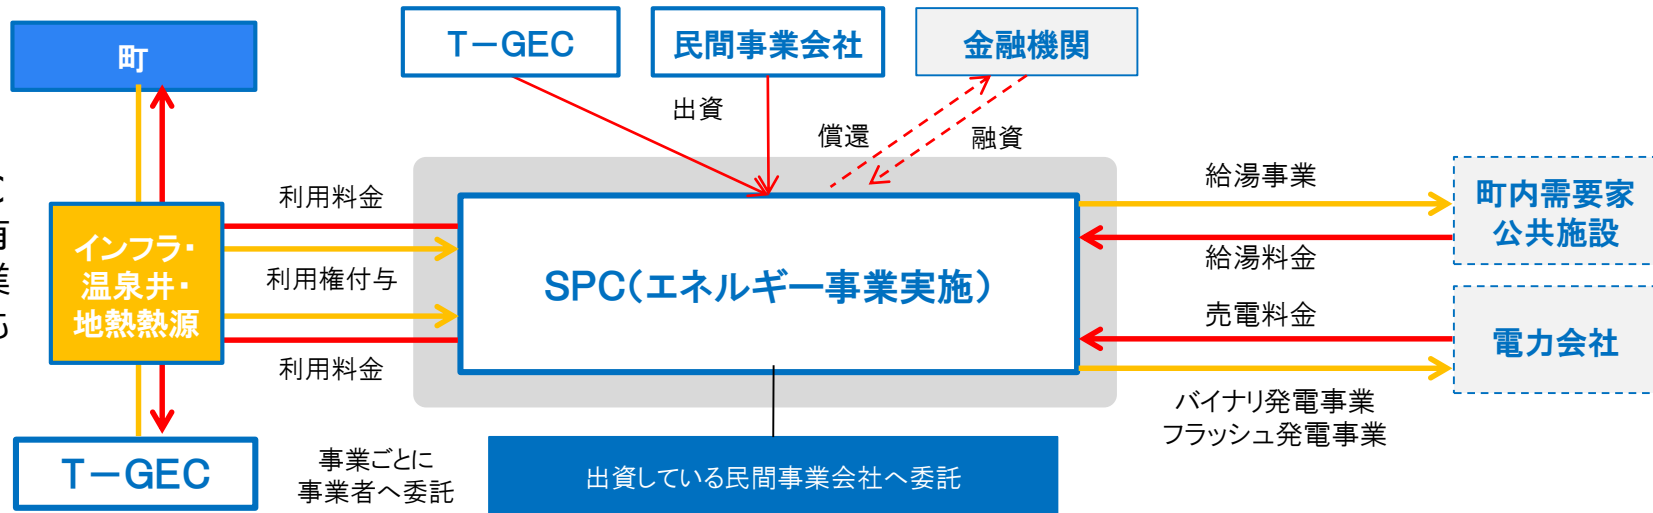 町
T-GEC
民間事業会社
金融機関
出資
償還
融資
利用料金
利用権付与
利用料金
インフラ・
温泉井・
地熱熱源
SPC（エネルギー事業実施）
給湯事業
給湯料金
売電料金
バイナリ発電事業
フラッシュ発電事業
町内需要家
公共施設
電力会社
T-GEC
事業ごとに
事業者へ委託
出資している民間事業会社へ委託
業